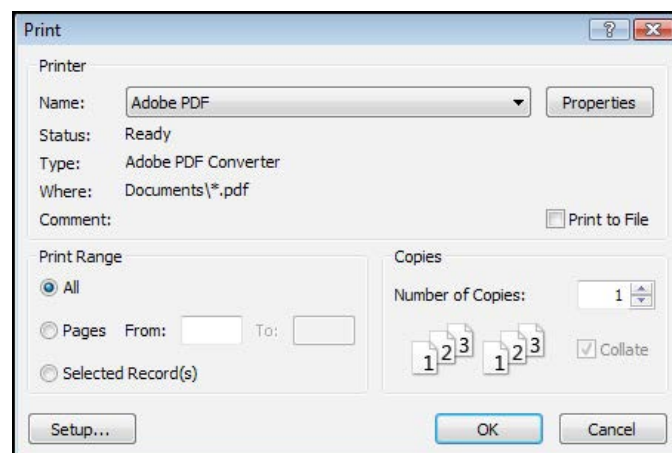 Print
Printer
Name: Adobe PDF Properties
Status: Ready
Type: Adobe PDF Converter
Where: Documents\*.pdf
Comment: Print to File
Print Range
All
Pages From: To:
Selected Record(s)
Copies
Number of Copies: 1
1 2 3 1 2 3
Collate
Setup... OK Cancel